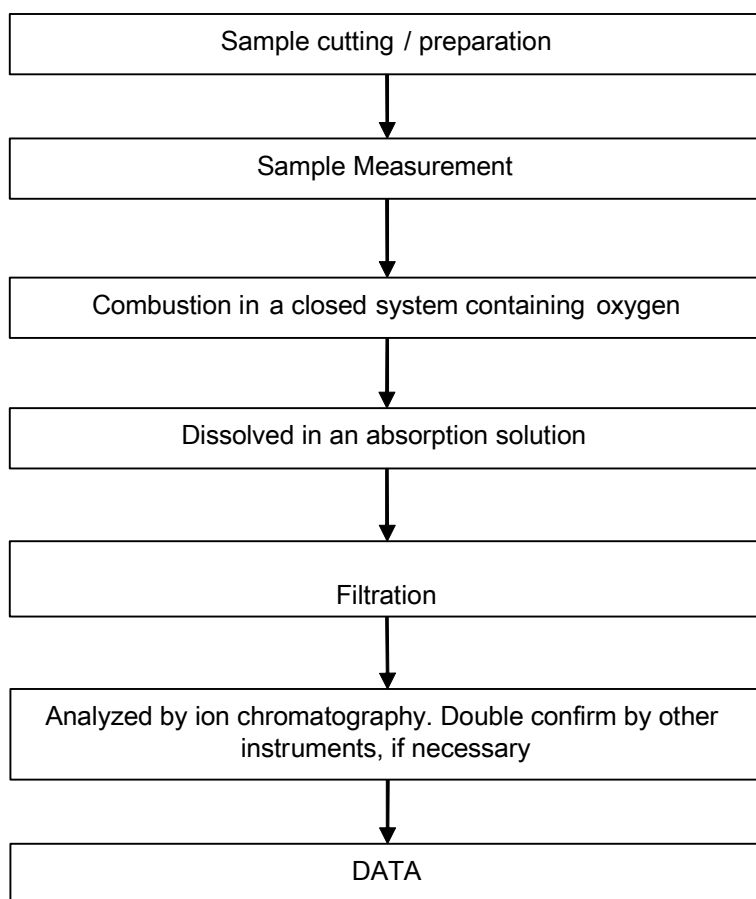 Sample cutting / preparation
Sample Measurement
Combustion in a closed system containing oxygen
Dissolved in an absorption solution
Filtration
Analyzed by ion chromatography. Double confirm by other
instruments, if necessary
DATA